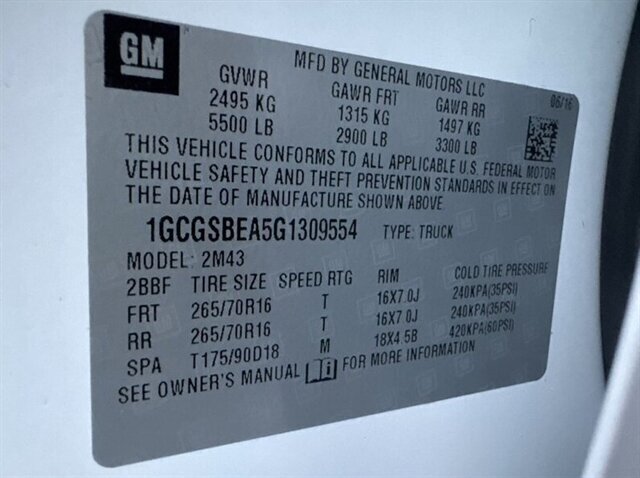 GM
MFD BY GENERAL MOTORS LLC
06/16
GVWR GAWR FRT GAWR RR
2495 KG 1315 KG 1497 KG
5500 LB 2900 LB 3300 LB
THIS VEHICLE CONFORMS TO ALL APPLICABLE U.S. FEDERAL MOTOR
VEHICLE SAFETY AND THEFT PREVENTION STANDARDS IN EFFECT ON
THE DATE OF MANUFACTURE SHOWN ABOVE.
1GCGSBEA5G1309554 TYPE: TRUCK
MODEL: 2M43
2BBF TIRE SIZE SPEED RTG RIM COLD TIRE PRESSURE
FRT 265/70R16 T 16X7.0J 240KPA(35PSI)
RR 265/70R16 T 16X7.0J 240KPA(35PSI)
SPA T175/90D18 M 18X4.5B 420KPA(60PSI)
SEE OWNER'S MANUAL i FOR MORE INFORMATION